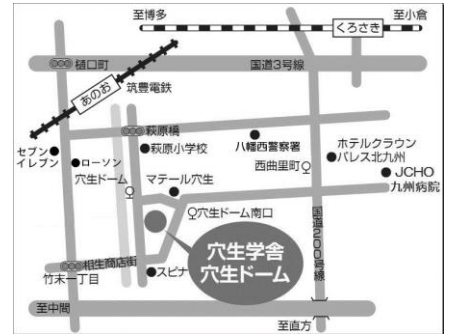 至博多
至小倉
くろさき
樋口町
国道3号線
あのお
筑豊電鉄
萩原橋
セブン
イレブン
ローソン
萩原小学校
八幡西警察署
ホテルクラウン
パレス北九州
西曲里町
JCHO
九州病院
穴生ドーム
マテール穴生
穴生ドーム南口
国道200号線
穴生学舎
穴生ドーム
相生商店街
竹末一丁目
スピナ
至中間
至直方